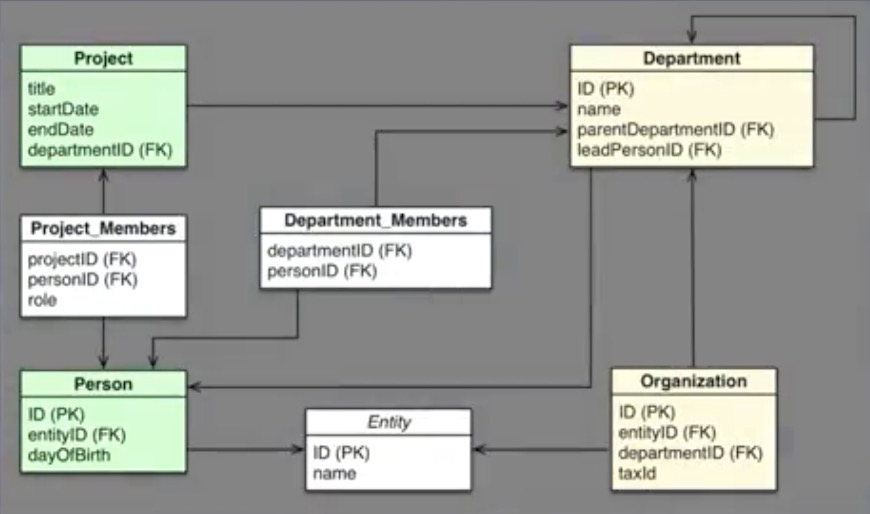 Project
title
startDate
endDate
departmentID (FK)
Department
ID (PK)
name
parentDepartmentID (FK)
leadPersonID (FK)
Project_Members
projectID (FK)
personID (FK)
role
Department_Members
departmentID (FK)
personID (FK)
Person
ID (PK)
entityID (FK)
dayOfBirth
Entity
ID (PK)
name
Organization
ID (PK)
entityID (FK)
departmentID (FK)
taxId